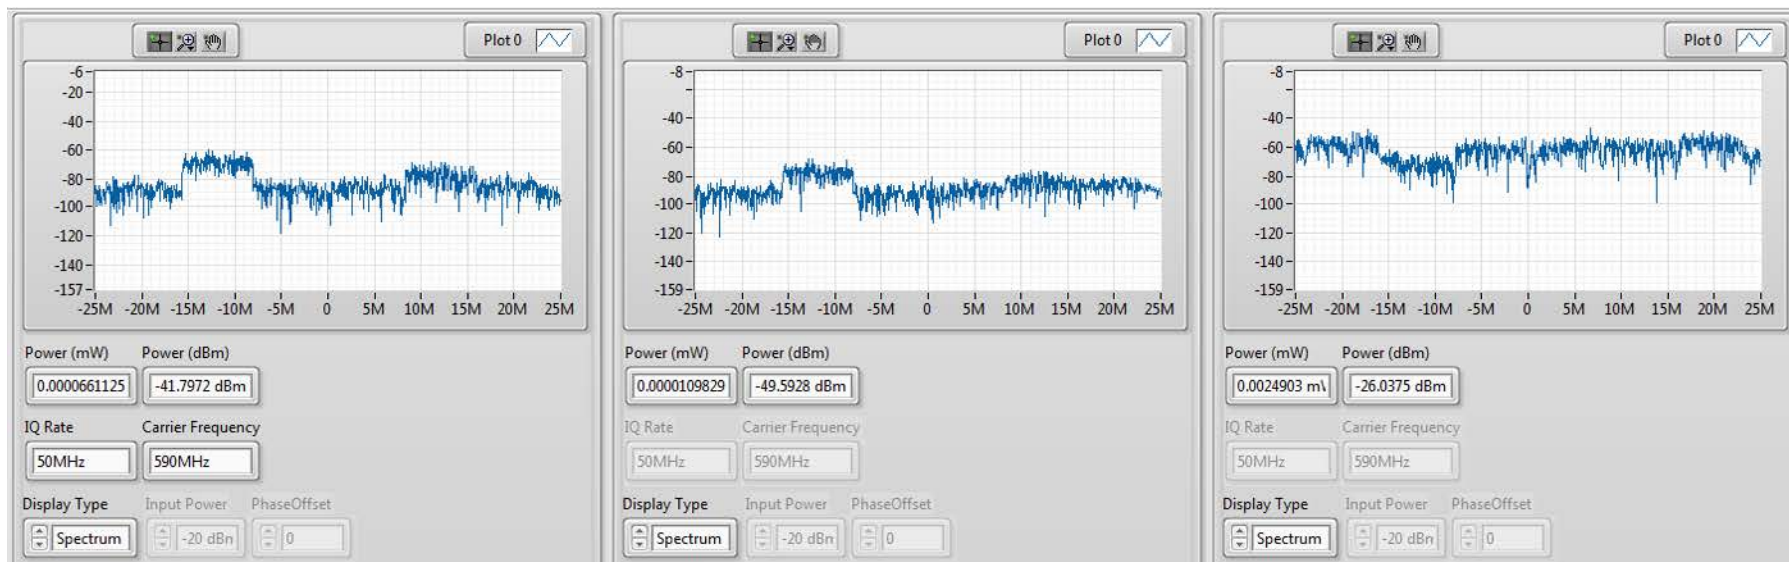 Plot 0
-6
-20
-40
-60
-80
-100
-120
-140
-157
-25M -20M -15M -10M -5M 0 5M 10M 15M 20M 25M
Power (mW) Power (dBm)
0.0000661125 -41.7972 dBm
IQ Rate Carrier Frequency
50MHz 590MHz
Display Type Input Power PhaseOffset
Spectrum -20 dBn 0
Plot 0
-8
-40
-60
-80
-100
-120
-140
-159
-25M -20M -15M -10M -5M 0 5M 10M 15M 20M 25M
Power (mW) Power (dBm)
0.0000109829 -49.5928 dBm
IQ Rate Carrier Frequency
50MHz 590MHz
Display Type Input Power PhaseOffset
Spectrum -20 dBn 0
Plot 0
-8
-40
-60
-80
-100
-120
-140
-159
-25M -20M -15M -10M -5M 0 5M 10M 15M 20M 25M
Power (mW) Power (dBm)
0.0024903 m\ -26.0375 dBm
IQ Rate Carrier Frequency
50MHz 590MHz
Display Type Input Power PhaseOffset
Spectrum -20 dBn 0